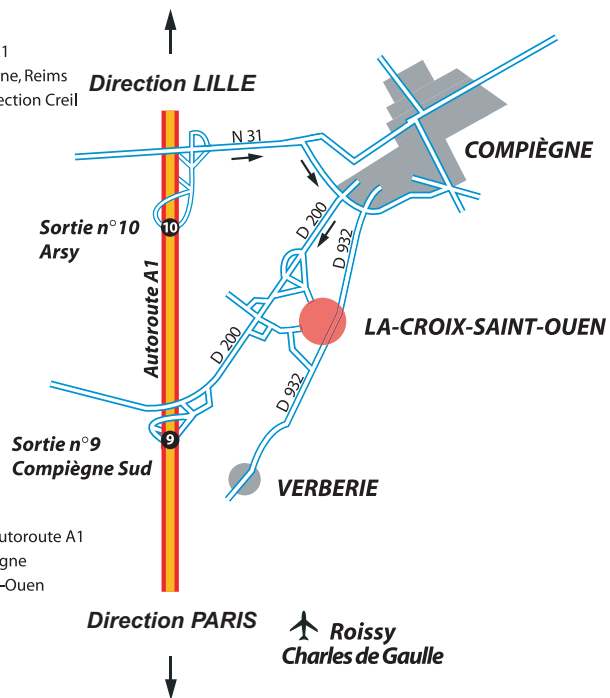 1
ne, Reims
ection Creil
Direction LILLE
N 31
COMPIÈGNE
Sortie n°10
Arsy
10
D 200
D 932
Autoroute A1
LA-CROIX-SAINT-OUEN
D 200
D 932
Sortie n°9
Compiègne Sud
9
VERBERIE
utoroute A1
gne
-Ouen
Direction PARIS
Roissy
Charles de Gaulle